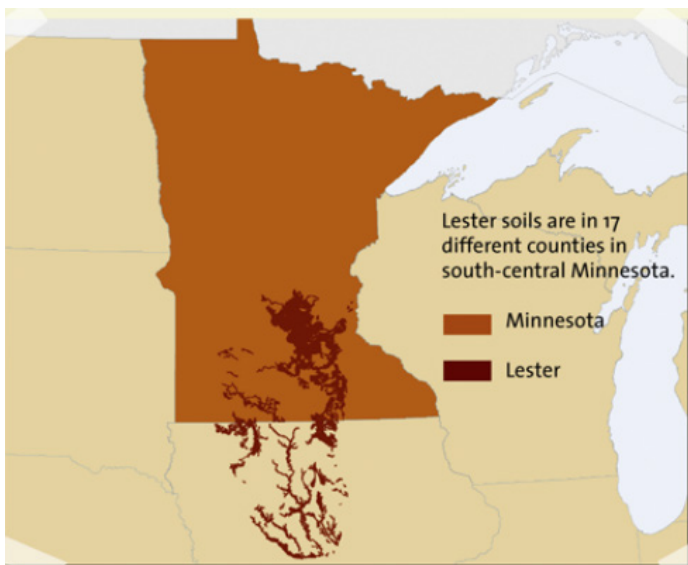 Lester soils are in 17
different counties in
south-central Minnesota.
Minnesota
Lester